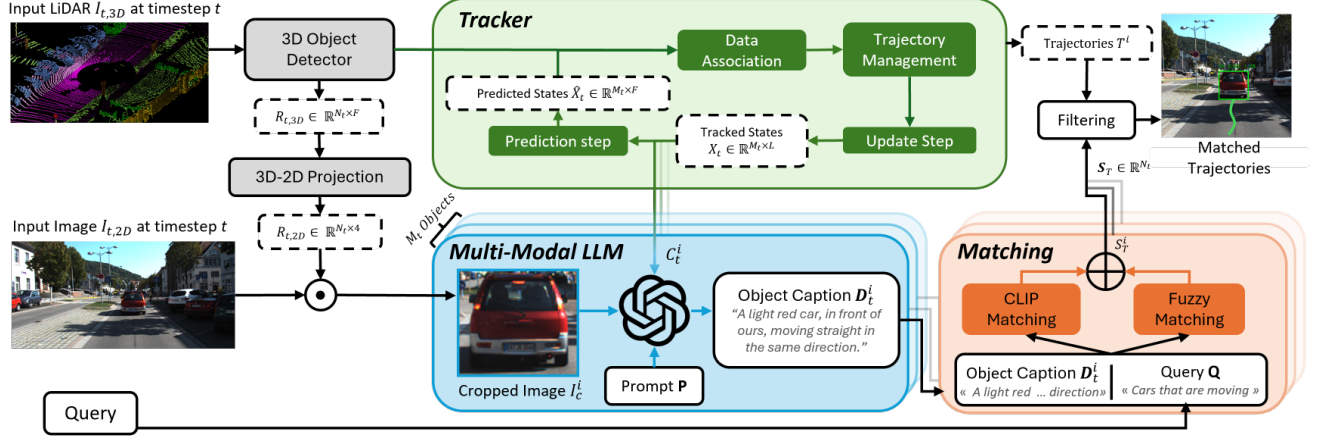 Input LiDAR I_{t,3D} at timestep t
3D Object
Detector
R_{t,3D} ∈ ℝ^{N_t×F}
3D-2D Projection
R_{t,2D} ∈ ℝ^{N_t×4}
Input Image I_{t,2D} at timestep t
Query
Tracker
Data
Association
Trajectory
Management
Predicted States X̂_t ∈ ℝ^{M_t×F}
Prediction step
Tracked States
X_t ∈ ℝ^{M_t×L}
Update Step
M_t Objects
Multi-Modal LLM
C_t^i
Cropped Image I_c^i
Prompt P
Object Caption D_t^i
“A light red car, in front of
ours, moving straight in
the same direction.”
Trajectories T^i
Filtering
Matched
Trajectories
S_T ∈ ℝ^{N_t}
Matching
S_T^i
CLIP
Matching
Fuzzy
Matching
Object Caption D_t^i
« A light red ... direction»
Query Q
« Cars that are moving »